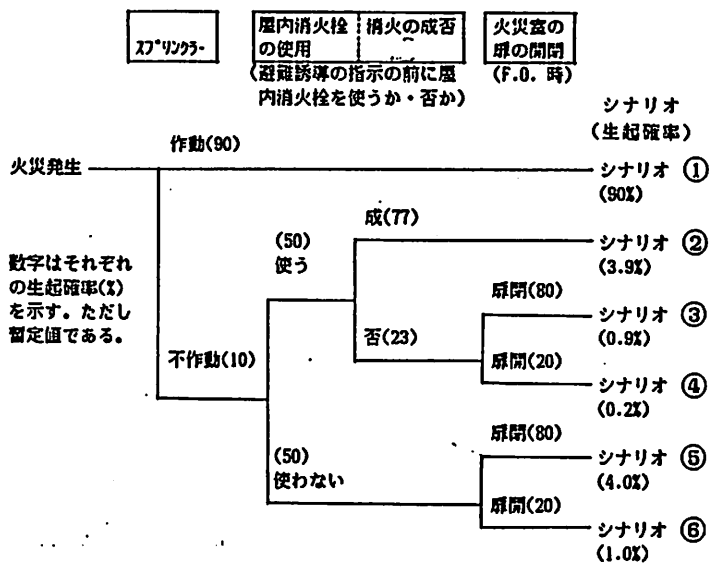 スプリンクラー
屋内消火栓
の使用
消火の成否
火災室の
扉の開閉
(避難誘導の指示の前に屋
内消火栓を使うか・否か)
(F.O. 時)
シナリオ
(生起確率)
火災発生
作動(90)
シナリオ ①
(90%)
数字はそれぞれ
の生起確率(%)
を示す。ただし
暫定値である。
(50)
使う
成(77)
シナリオ ②
(3.9%)
扉閉(80)
シナリオ ③
(0.9%)
不作動(10)
否(23)
扉開(20)
シナリオ ④
(0.2%)
(50)
使わない
扉閉(80)
シナリオ ⑤
(4.0%)
扉開(20)
シナリオ ⑥
(1.0%)